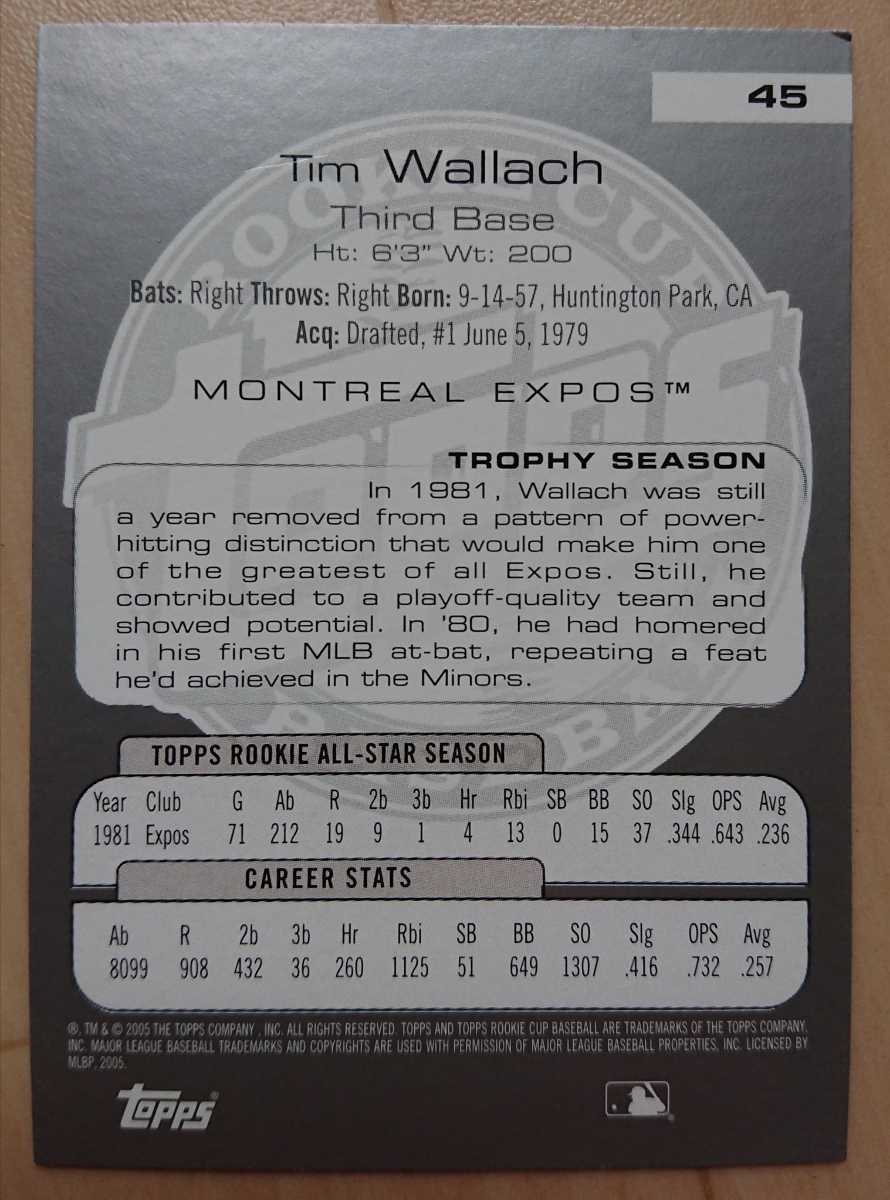 45
Tim Wallach
Third Base
Ht: 6'3" Wt: 200
Bats: Right Throws: Right Born: 9-14-57, Huntington Park, CA
Acq: Drafted, #1 June 5, 1979
MONTREAL EXPOS™
TROPHY SEASON
In 1981, Wallach was still
a year removed from a pattern of power-
hitting distinction that would make him one
of the greatest of all Expos. Still, he
contributed to a playoff-quality team and
showed potential. In '80, he had homered
in his first MLB at-bat, repeating a feat
he'd achieved in the Minors.
TOPPS ROOKIE ALL-STAR SEASON
Year Club G Ab R 2b 3b Hr Rbi SB BB SO Slg OPS Avg
1981 Expos 71 212 19 9 1 4 13 0 15 37 .344 .643 .236
CAREER STATS
Ab R 2b 3b Hr Rbi SB BB SO Slg OPS Avg
8099 908 432 36 260 1125 51 649 1307 .416 .732 .257
®, TM & © 2005 THE TOPPS COMPANY, INC. ALL RIGHTS RESERVED. TOPPS AND TOPPS ROOKIE CUP BASEBALL ARE TRADEMARKS OF THE TOPPS COMPANY,
INC. MAJOR LEAGUE BASEBALL TRADEMARKS AND COPYRIGHTS ARE USED WITH PERMISSION OF MAJOR LEAGUE BASEBALL PROPERTIES, INC. LICENSED BY
MLBP, 2005.
Topps